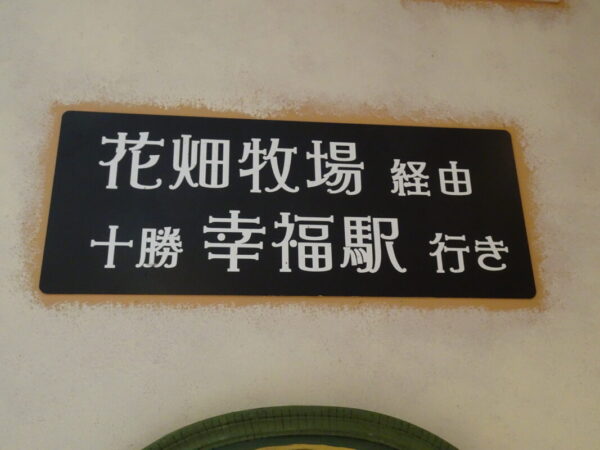 花畑牧場 経由
十勝 幸福駅 行き